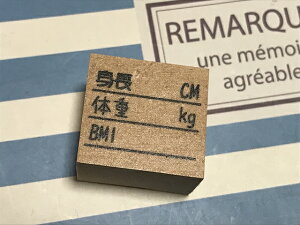 REMARQU
une mémoi
agréable
身長 CM
体重 kg
BMI